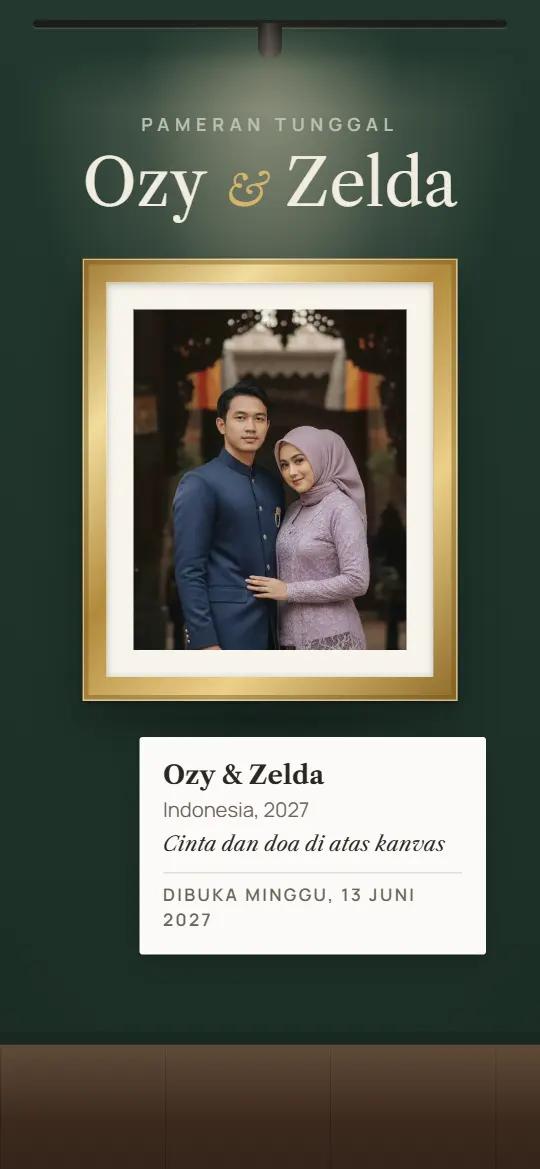 PAMERAN TUNGGAL
Ozy & Zelda
Ozy & Zelda
Indonesia, 2027
Cinta dan doa di atas kanvas
DIBUKA MINGGU, 13 JUNI
2027